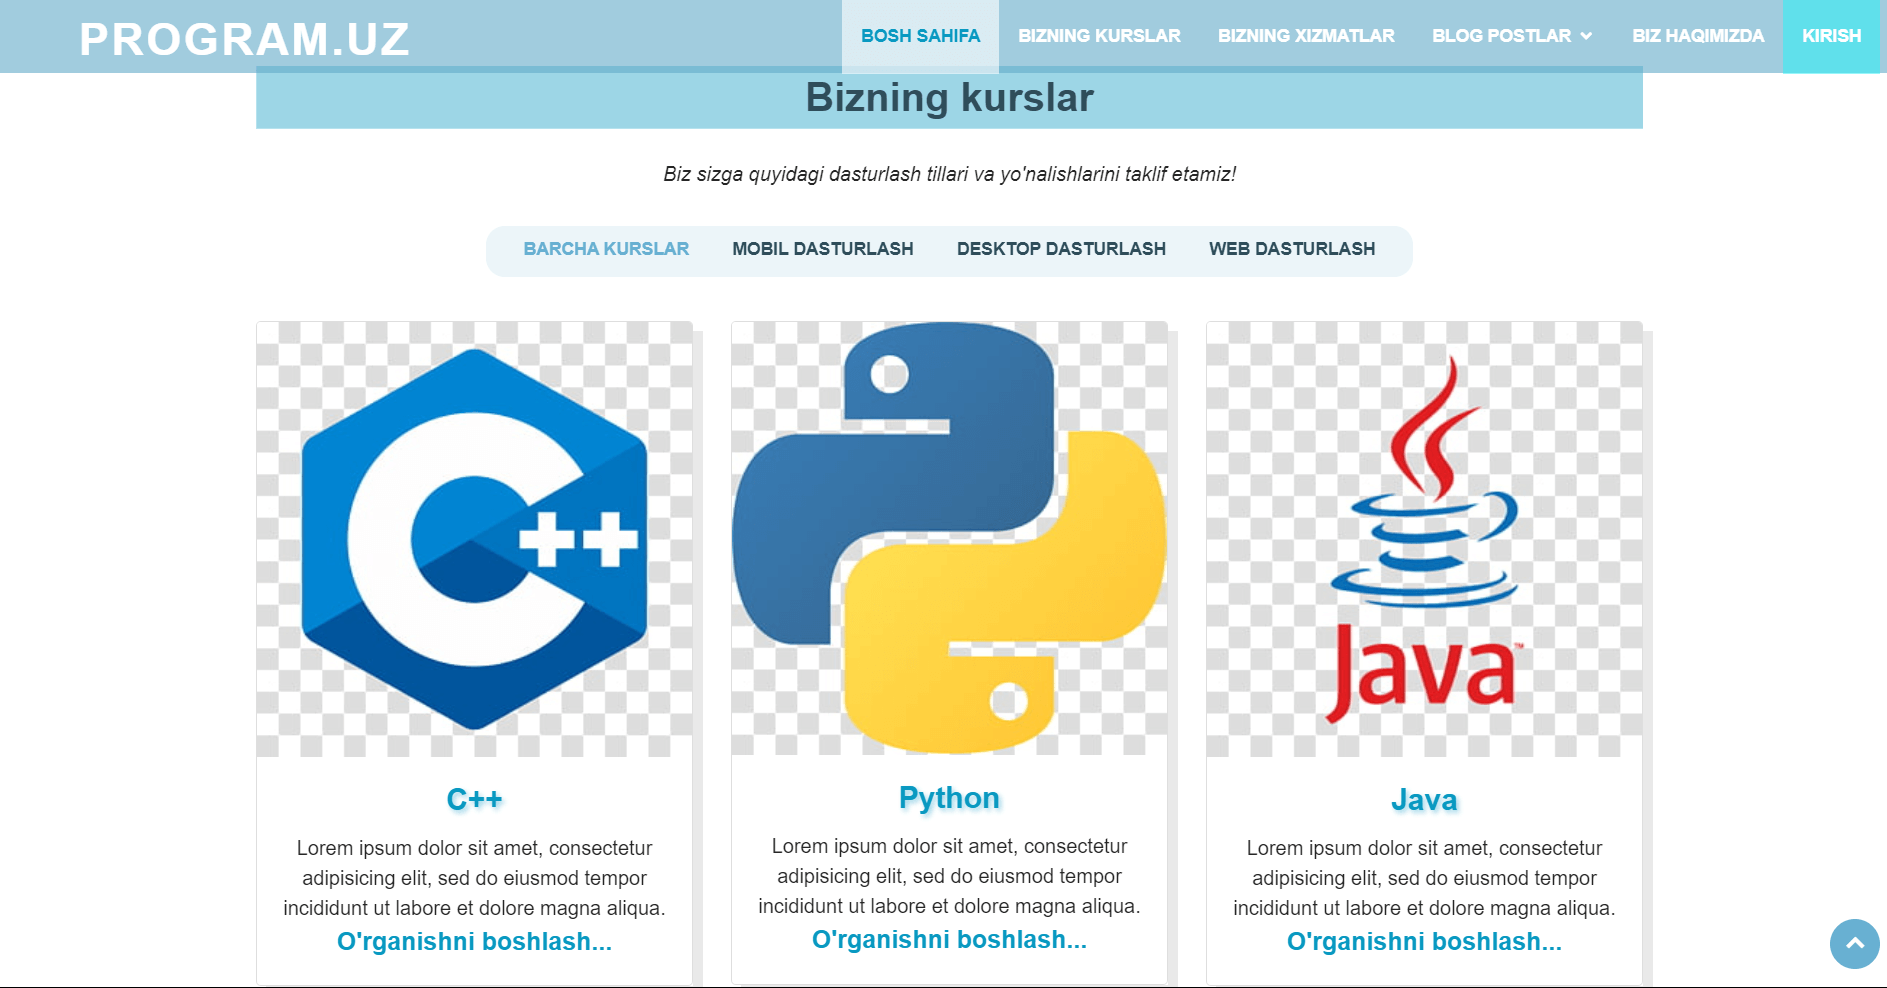 PROGRAM.UZ
BOSH SAHIFA BIZNING KURSLAR BIZNING XIZMATLAR BLOG POSTLAR BIZ HAQIMIZDA KIRISH
Bizning kurslar
Biz sizga quyidagi dasturlash tillari va yo'nalishlarini taklif etamiz!
BARCHA KURSLAR MOBIL DASTURLASH DESKTOP DASTURLASH WEB DASTURLASH
C++
Java™
C++
Lorem ipsum dolor sit amet, consectetur
adipisicing elit, sed do eiusmod tempor
incididunt ut labore et dolore magna aliqua.
O'rganishni boshlash...
Python
Lorem ipsum dolor sit amet, consectetur
adipisicing elit, sed do eiusmod tempor
incididunt ut labore et dolore magna aliqua.
O'rganishni boshlash...
Java
Lorem ipsum dolor sit amet, consectetur
adipisicing elit, sed do eiusmod tempor
incididunt ut labore et dolore magna aliqua.
O'rganishni boshlash...